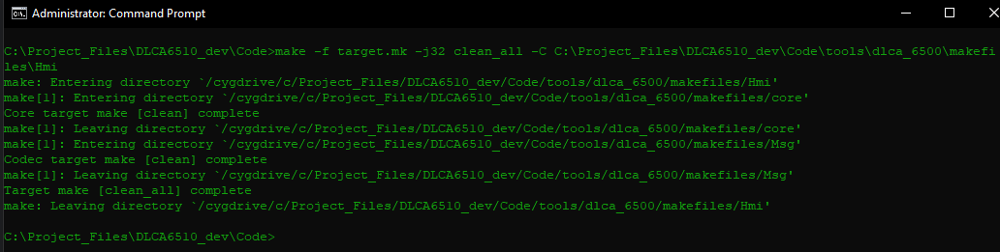 Administrator: Command Prompt
C:\Project_Files\DLCA6510_dev\Code>make -f target.mk -j32 clean_all -C C:\Project_Files\DLCA6510_dev\Code\tools\dlca_6500\makefi
les\Hmi
make: Entering directory `/cygdrive/c/Project_Files/DLCA6510_dev/Code/tools/dlca_6500/makefiles/Hmi'
make[1]: Entering directory `/cygdrive/c/Project_Files/DLCA6510_dev/Code/tools/dlca_6500/makefiles/core'
Core target make [clean] complete
make[1]: Leaving directory `/cygdrive/c/Project_Files/DLCA6510_dev/Code/tools/dlca_6500/makefiles/core'
make[1]: Entering directory `/cygdrive/c/Project_Files/DLCA6510_dev/Code/tools/dlca_6500/makefiles/Msg'
Codec target make [clean] complete
make[1]: Leaving directory `/cygdrive/c/Project_Files/DLCA6510_dev/Code/tools/dlca_6500/makefiles/Msg'
Target make [clean_all] complete
make: Leaving directory `/cygdrive/c/Project_Files/DLCA6510_dev/Code/tools/dlca_6500/makefiles/Hmi'
C:\Project_Files\DLCA6510_dev\Code>